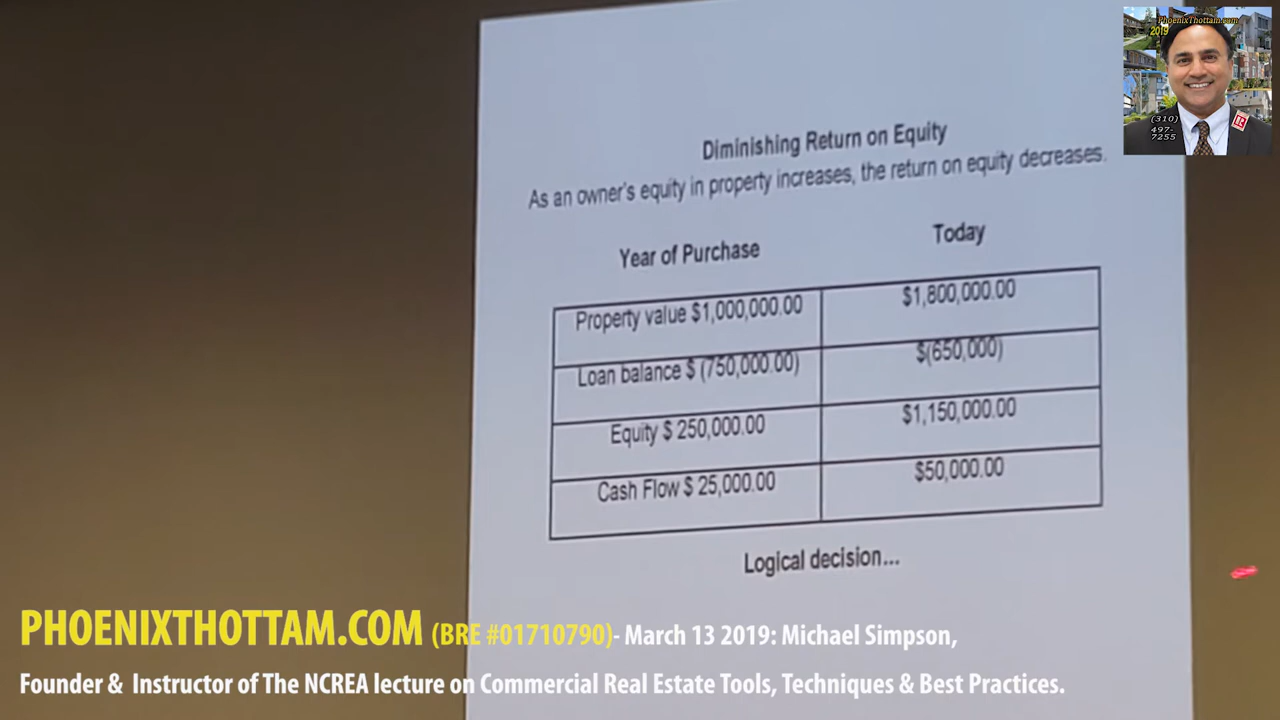 PhoenixThottam.com
2019
(310)
497-
7255
Diminishing Return on Equity
As an owner's equity in property increases, the return on equity decreases.
Year of Purchase Today
Property value $1,000,000.00 $1,800,000.00
Loan balance $ (750,000.00) $(650,000)
Equity $ 250,000.00 $1,150,000.00
Cash Flow $ 25,000.00 $50,000.00
Logical decision...
PHOENIXTHOTTAM.COM (BRE #01710790)- March 13 2019: Michael Simpson,
Founder & Instructor of The NCREA lecture on Commercial Real Estate Tools, Techniques & Best Practices.